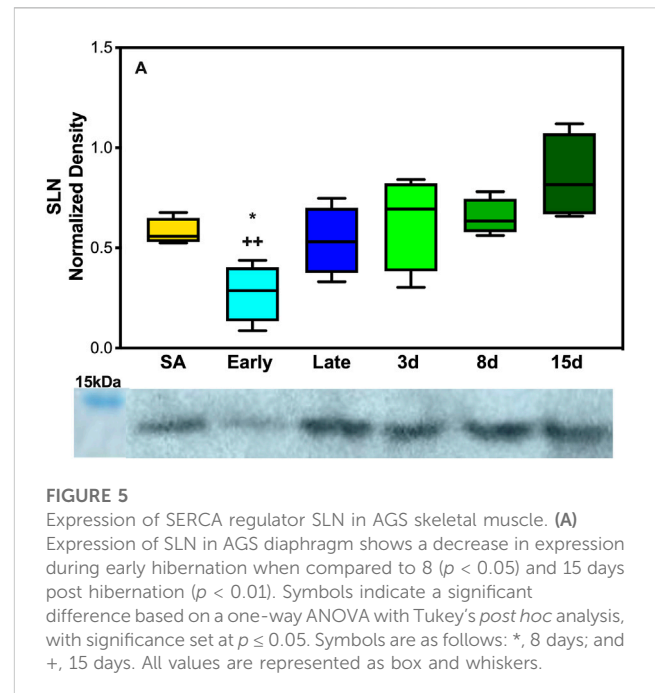 1.5
A
1.0
SLN
Normalized Density
*
++
0.5
0.0
SA Early Late 3d 8d 15d
15kDa
FIGURE 5
Expression of SERCA regulator SLN in AGS skeletal muscle. (A)
Expression of SLN in AGS diaphragm shows a decrease in expression
during early hibernation when compared to 8 (p < 0.05) and 15 days
post hibernation (p < 0.01). Symbols indicate a significant
difference based on a one-way ANOVA with Tukey's post hoc analysis,
with significance set at p ≤ 0.05. Symbols are as follows: *, 8 days; and
+, 15 days. All values are represented as box and whiskers.